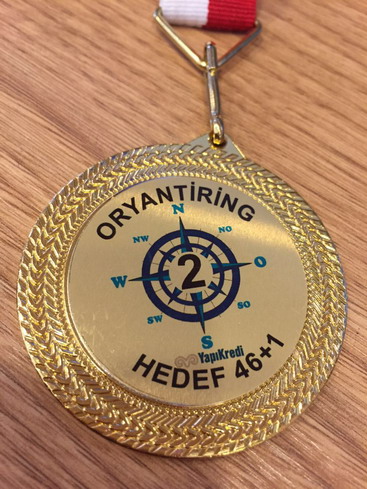 ORYANTİRİNG
N
NW
NO
W
2
O
SW
SO
S
YapıKredi
HEDEF 46+1